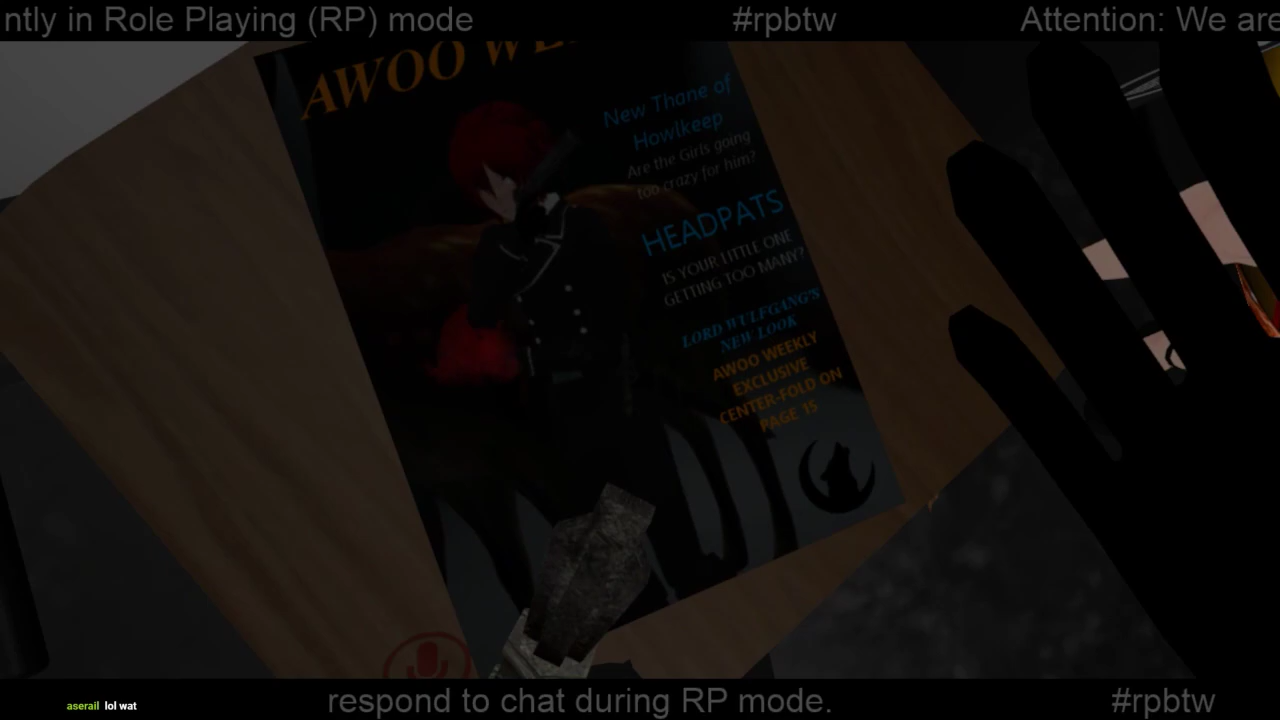 ntly in Role Playing (RP) mode #rpbtw Attention: We are
AWOO WE
New Thane of
Howlkeep
Are the Girls going
too crazy for him?
HEADPATS
IS YOUR LITTLE ONE
GETTING TOO MANY?
LORD WULFGANG'S
NEW LOOK
AWOO WEEKLY
EXCLUSIVE
CENTER-FOLD ON
PAGE 15
respond to chat during RP mode. #rpbtw
aserail lol wat